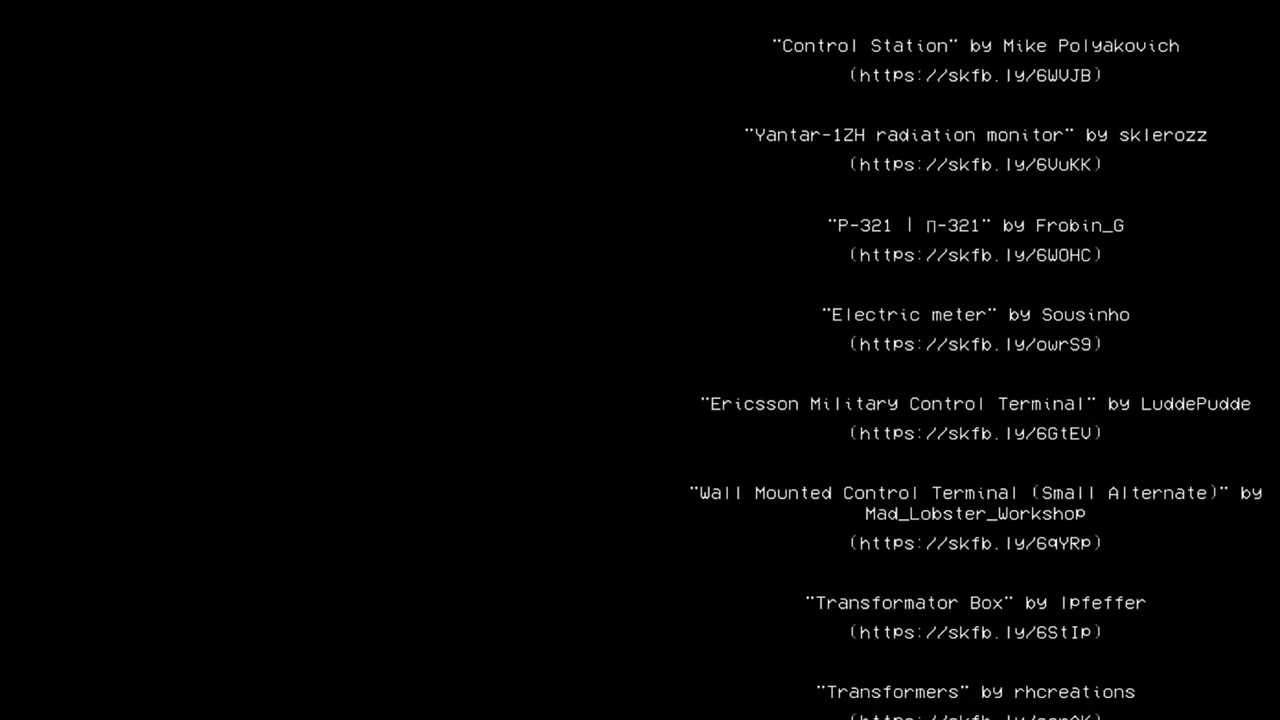 "Control Station" by Mike Polyakovich
(https://skfb.ly/6WVJB)
"Yantar-1ZH radiation monitor" by sklerozz
(https://skfb.ly/6VuKK)
"P-321 | П-321" by Frobin_G
(https://skfb.ly/6WOHC)
"Electric meter" by Sousinho
(https://skfb.ly/owrS9)
"Ericsson Military Control Terminal" by LuddePudde
(https://skfb.ly/6GtEV)
"Wall Mounted Control Terminal (Small Alternate)" by
Mad_Lobster_Workshop
(https://skfb.ly/6qYRp)
"Transformator Box" by lpfeffer
(https://skfb.ly/6StIp)
"Transformers" by rhcreations